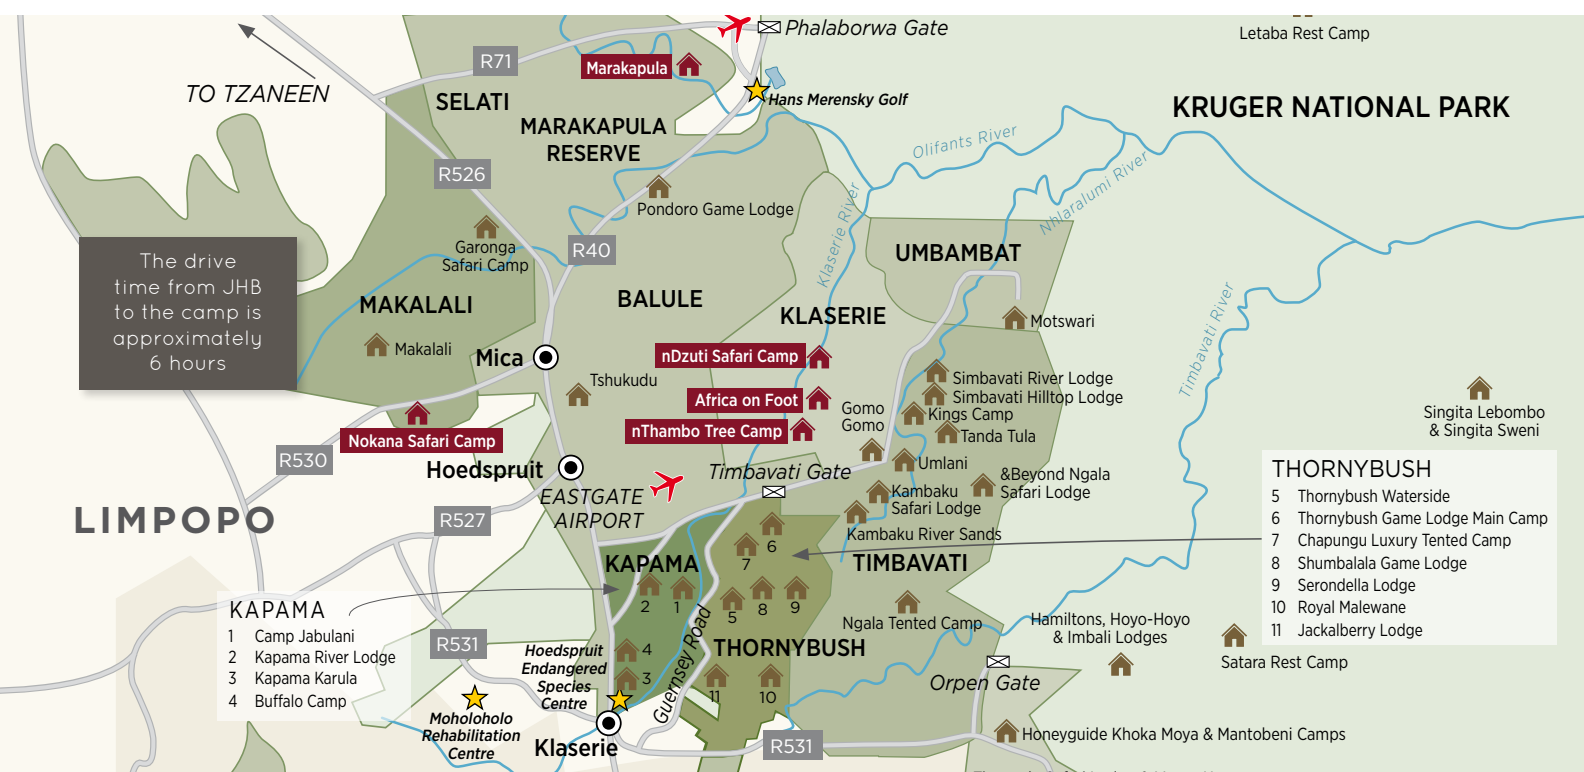 Phalaborwa Gate
Letaba Rest Camp
R71
Marakapula
TO TZANEEN
SELATI
Hans Merensky Golf
KRUGER NATIONAL PARK
MARAKAPULA
RESERVE
Olifants River
R526
Nhlaralumi River
Pondoro Game Lodge
Klaserie River
Garonga
Safari Camp
R40
UMBAMBAT
The drive
time from JHB
to the camp is
approximately
6 hours
MAKALALI
BALULE
KLASERIE
Motswari
Timbavati River
Makalali
Mica
nDzuti Safari Camp
Tshukudu
Simbavati River Lodge
Simbavati Hilltop Lodge
Africa on Foot
Gomo
Gomo
Kings Camp
Singita Lebombo
& Singita Sweni
nThambo Tree Camp
Tanda Tula
Nokana Safari Camp
R530
Hoedspruit
Timbavati Gate
Umlani
&Beyond Ngala
Safari Lodge
EASTGATE
AIRPORT
Kambaku
Safari Lodge
Kambaku River Sands
LIMPOPO
R527
THORNYBUSH
5 Thornybush Waterside
6 Thornybush Game Lodge Main Camp
7 Chapungu Luxury Tented Camp
8 Shumbalala Game Lodge
9 Serondella Lodge
10 Royal Malewane
11 Jackalberry Lodge
6
7
KAPAMA
TIMBAVATI
2
1
5
8
9
KAPAMA
1 Camp Jabulani
2 Kapama River Lodge
3 Kapama Karula
4 Buffalo Camp
Ngala Tented Camp
Hamiltons, Hoyo-Hoyo
& Imbali Lodges
Satara Rest Camp
R531
Hoedspruit
Endangered
Species
Centre
4
3
Guernsey Road
THORNYBUSH
11
10
Orpen Gate
Moholoholo
Rehabilitation
Centre
Klaserie
R531
Honeyguide Khoka Moya & Mantobeni Camps